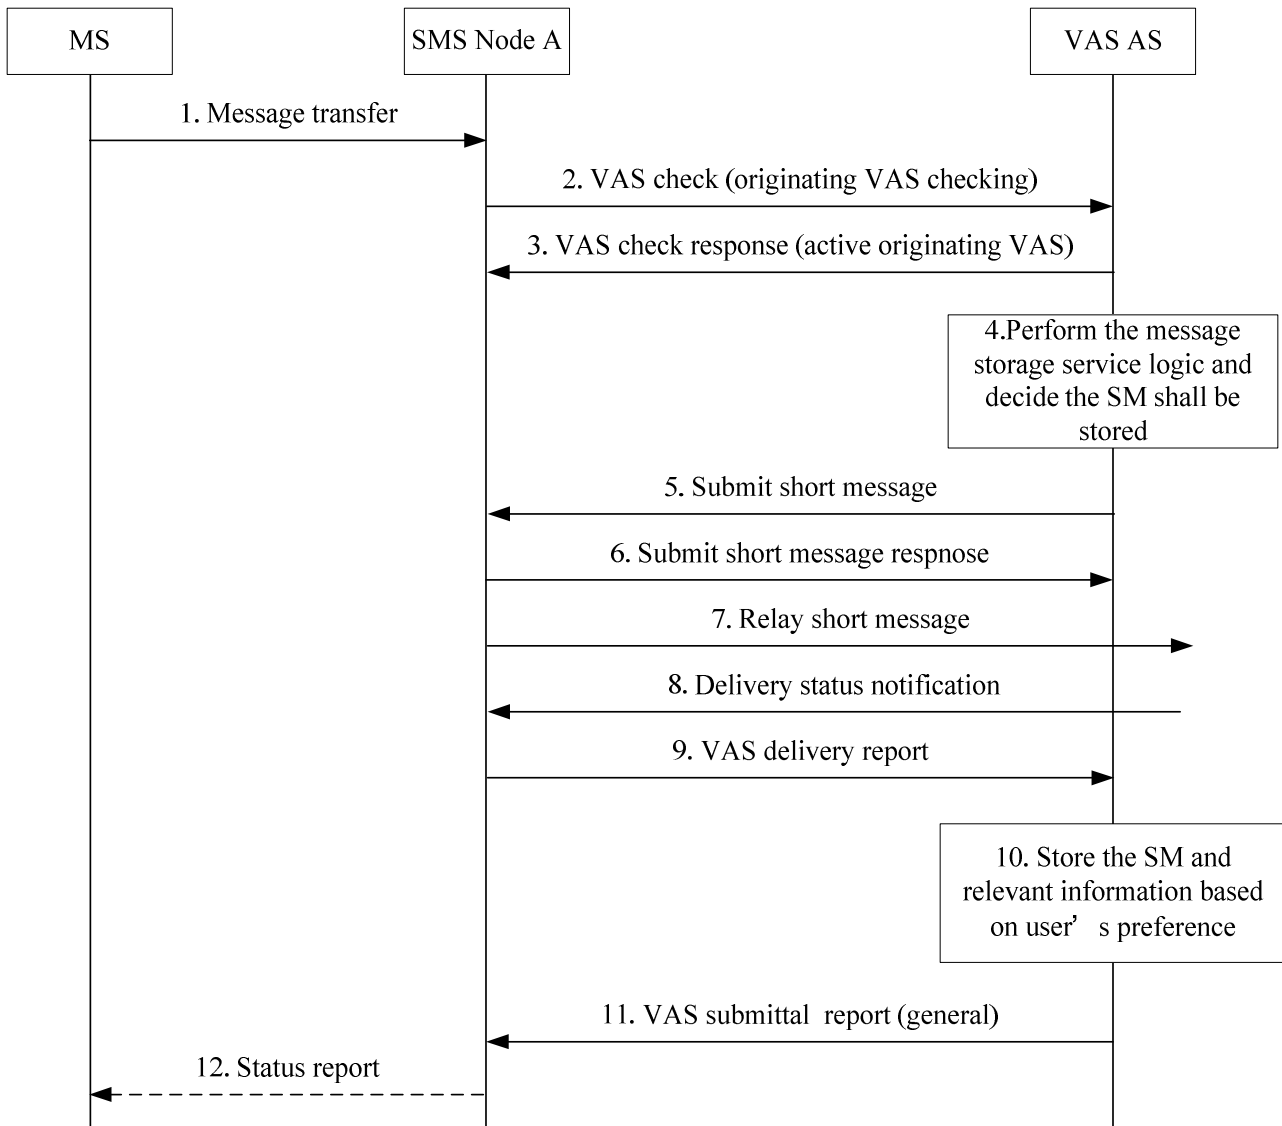 MS
SMS Node A
VAS AS
1. Message transfer
2. VAS check (originating VAS checking)
3. VAS check response (active originating VAS)
4.Perform the message
storage service logic and
decide the SM shall be
stored
5. Submit short message
6. Submit short message respnose
7. Relay short message
8. Delivery status notification
9. VAS delivery report
10. Store the SM and
relevant information based
on user’ s preference
11. VAS submittal report (general)
12. Status report